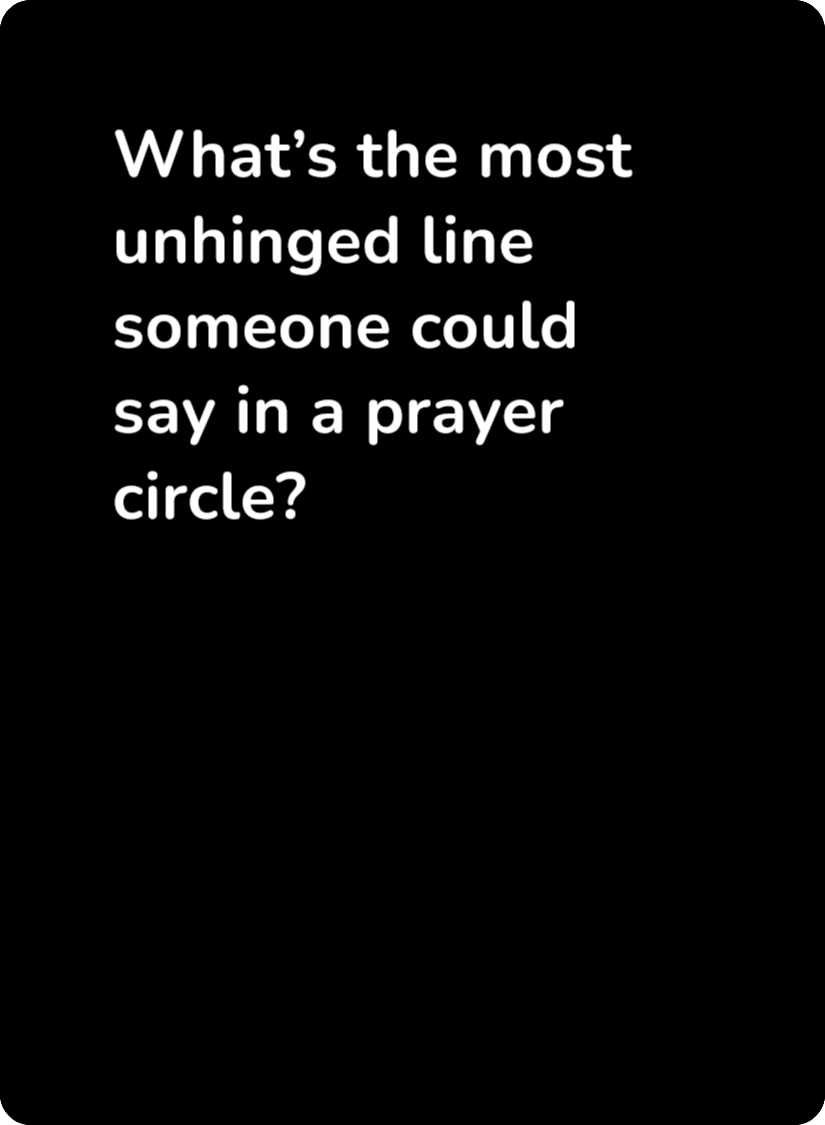 What’s the most
unhinged line
someone could
say in a prayer
circle?